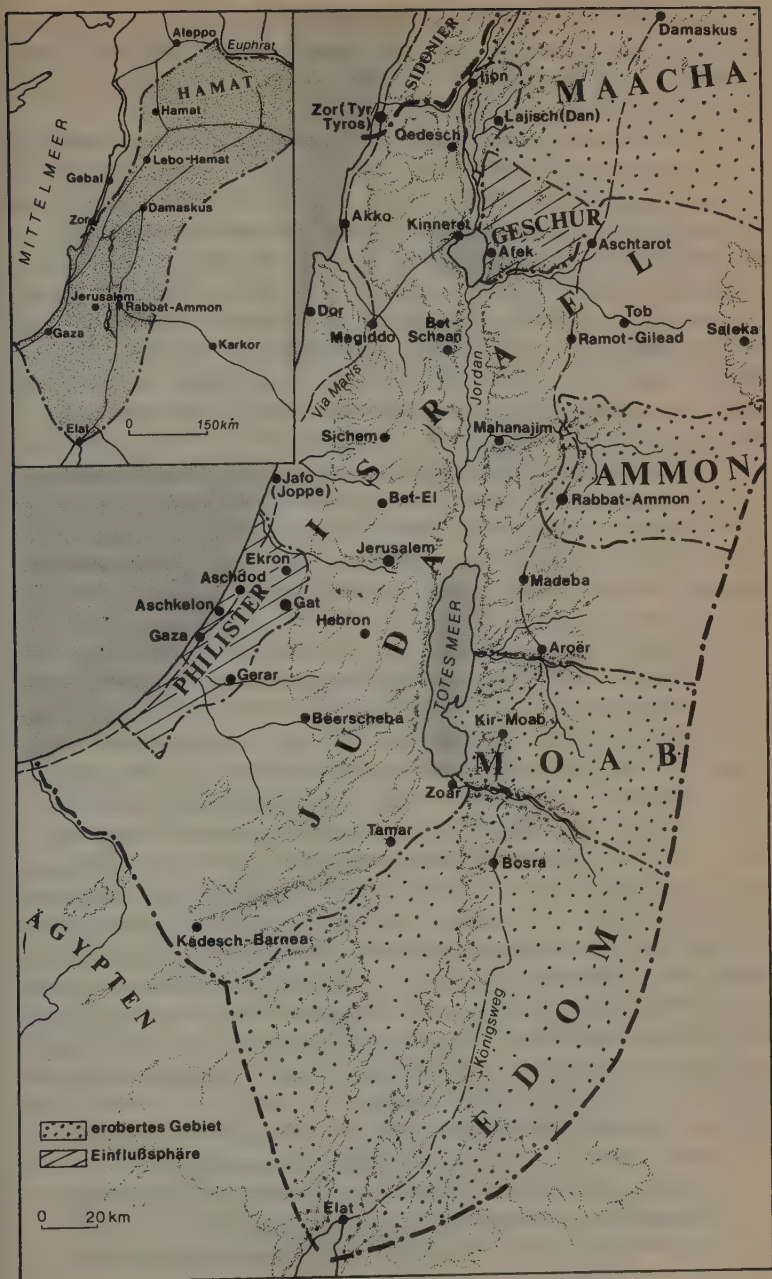 Aleppo
Euphrat
HAMAT
Hamat
MITTELMEER
Lebo-Hamat
Gebal
Damaskus
Zor
Jerusalem
Rabbat-Ammon
Gaza
Karkor
Elat
0 150km
Damaskus
SIDONIER
Ijon
MAACHA
Zor (Tyr
Tyros)
Lajisch (Dan)
Qedesch
Akko
Kinneret
GESCHUR
Afek
Aschtarot
Dor
Megiddo
Bet-
Schean
Tob
Ramot-Gilead
Saleka
Via Maris
Jordan
ISRAEL
Sichem
Mahanajim
AMMON
Jafo
(Joppe)
Bet-El
Rabbat-Ammon
Jerusalem
Ekron
Aschdod
Madeba
Aschkelon
Gat
Gaza
PHILISTER
Hebron
TOTES MEER
Aroër
Gerar
Beerscheba
Kir-Moab
JUDA
MOAB
Zoar
Tamar
Bosra
Kadesch-Barnea
ÄGYPTEN
Königsweg
EDOM
erobertes Gebiet
Einflußsphäre
Elat
0 20 km